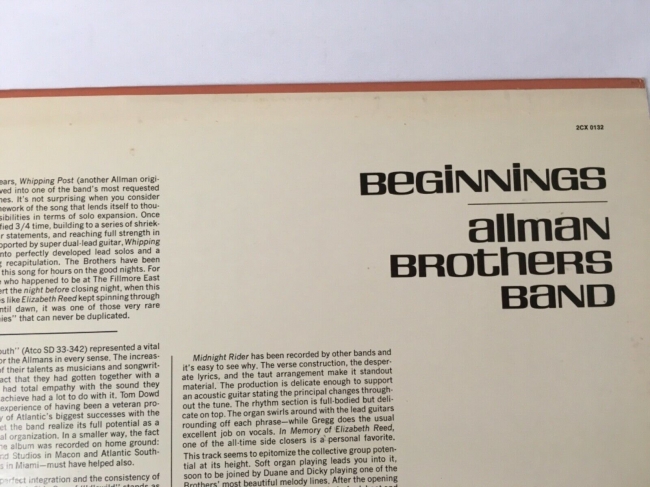 2CX 0132
BEGINNINGS
allman
BROthERS
BAND
ears, Whipping Post (another Allman origi-
ved into one of the band's most requested
nes. It's not surprising when you consider
nework of the song that lends itself to thou-
sibilities in terms of solo expansion. Once
fied 3/4 time, building to a series of shriek-
r statements, and reaching full strength in
pported by super dual-lead guitar, Whipping
nto perfectly developed lead solos and a
recapitulation. The Brothers have been
this song for hours on the good nights. For
who happened to be at The Fillmore East
ert the night before closing night, when this
s like Elizabeth Reed kept spinning through
ntil dawn, it was one of those very rare
ies" that can never be duplicated.
outh" (Atco SD 33-342) represented a vital
or the Allmans in every sense. The increas-
f their talents as musicians and songwrit-
act that they had gotten together with a
had total empathy with the sound they
achieve had a lot to do with it. Tom Dowd
experience of having been a veteran pro-
y of Atlantic's biggest successes with the
et the band realize its full potential as a
al organization. In a smaller way, the fact
he album was recorded on home ground:
rd Studios in Macon and Atlantic South-
s in Miami—must have helped also.
perfect integration and the consistency of
Midnight Rider has been recorded by other bands and
it's easy to see why. The verse construction, the desper-
ate lyrics, and the taut arrangement make it standout
material. The production is delicate enough to support
an acoustic guitar stating the principal changes through-
out the tune. The rhythm section is full-bodied but deli-
cate on top. The organ swirls around with the lead guitars
rounding off each phrase—while Gregg does the usual
excellent job on vocals. In Memory of Elizabeth Reed,
one of the all-time side closers is a personal favorite.
This track seems to epitomize the collective group poten-
tial at its height. Soft organ playing leads you into it,
soon to be joined by Duane and Dicky playing one of the
Brothers' most beautiful melody lines. After the opening